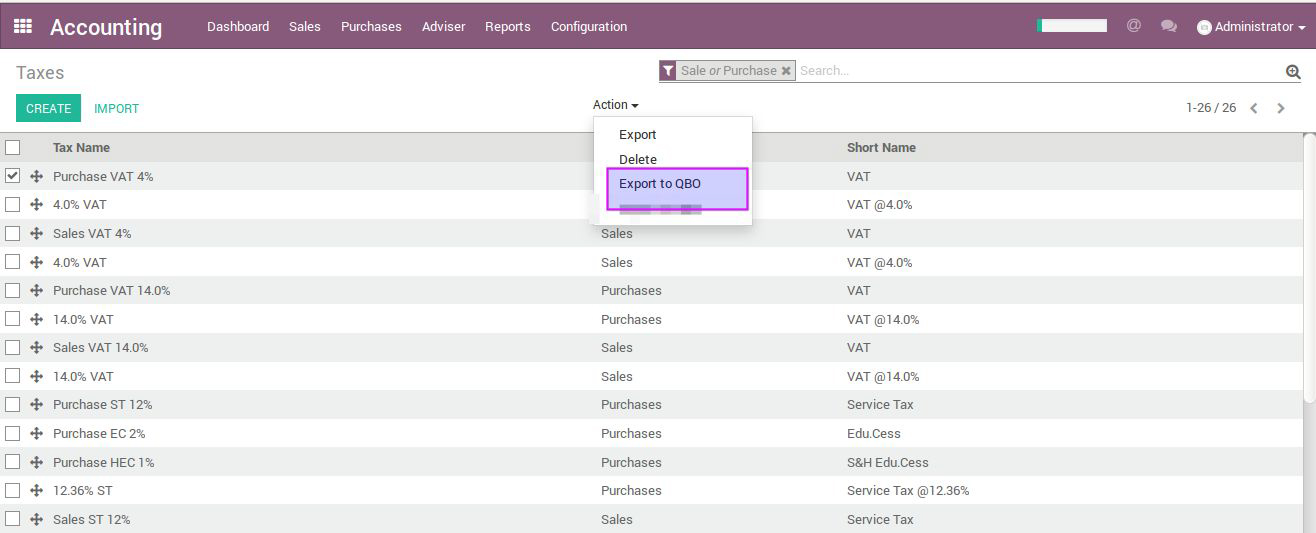 Accounting Dashboard Sales Purchases Adviser Reports Configuration @ Administrator
Taxes Sale or Purchase Search...
CREATE IMPORT Action 1-26 / 26
Export
Delete
Export to QBO
Tax Name Short Name
Purchase VAT 4% VAT
4.0% VAT VAT @4.0%
Sales VAT 4% Sales VAT
4.0% VAT Sales VAT @4.0%
Purchase VAT 14.0% Purchases VAT
14.0% VAT Purchases VAT @14.0%
Sales VAT 14.0% Sales VAT
14.0% VAT Sales VAT @14.0%
Purchase ST 12% Purchases Service Tax
Purchase EC 2% Purchases Edu.Cess
Purchase HEC 1% Purchases S&H Edu.Cess
12.36% ST Purchases Service Tax @12.36%
Sales ST 12% Sales Service Tax